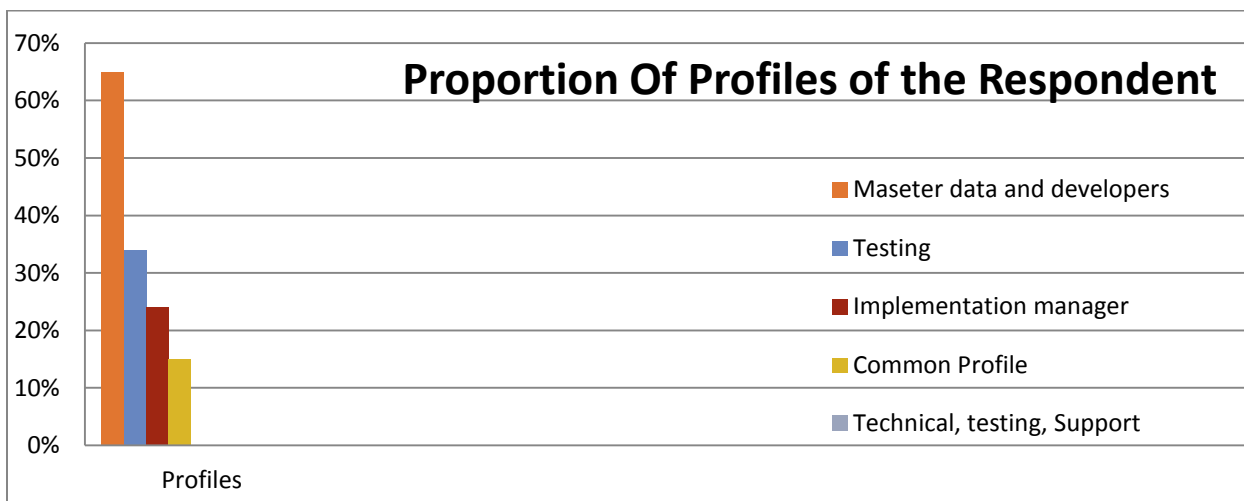 Proportion Of Profiles of the Respondent
70%
60%
50%
40%
30%
20%
10%
0%
Profiles
Maseter data and developers
Testing
Implementation manager
Common Profile
Technical, testing, Support